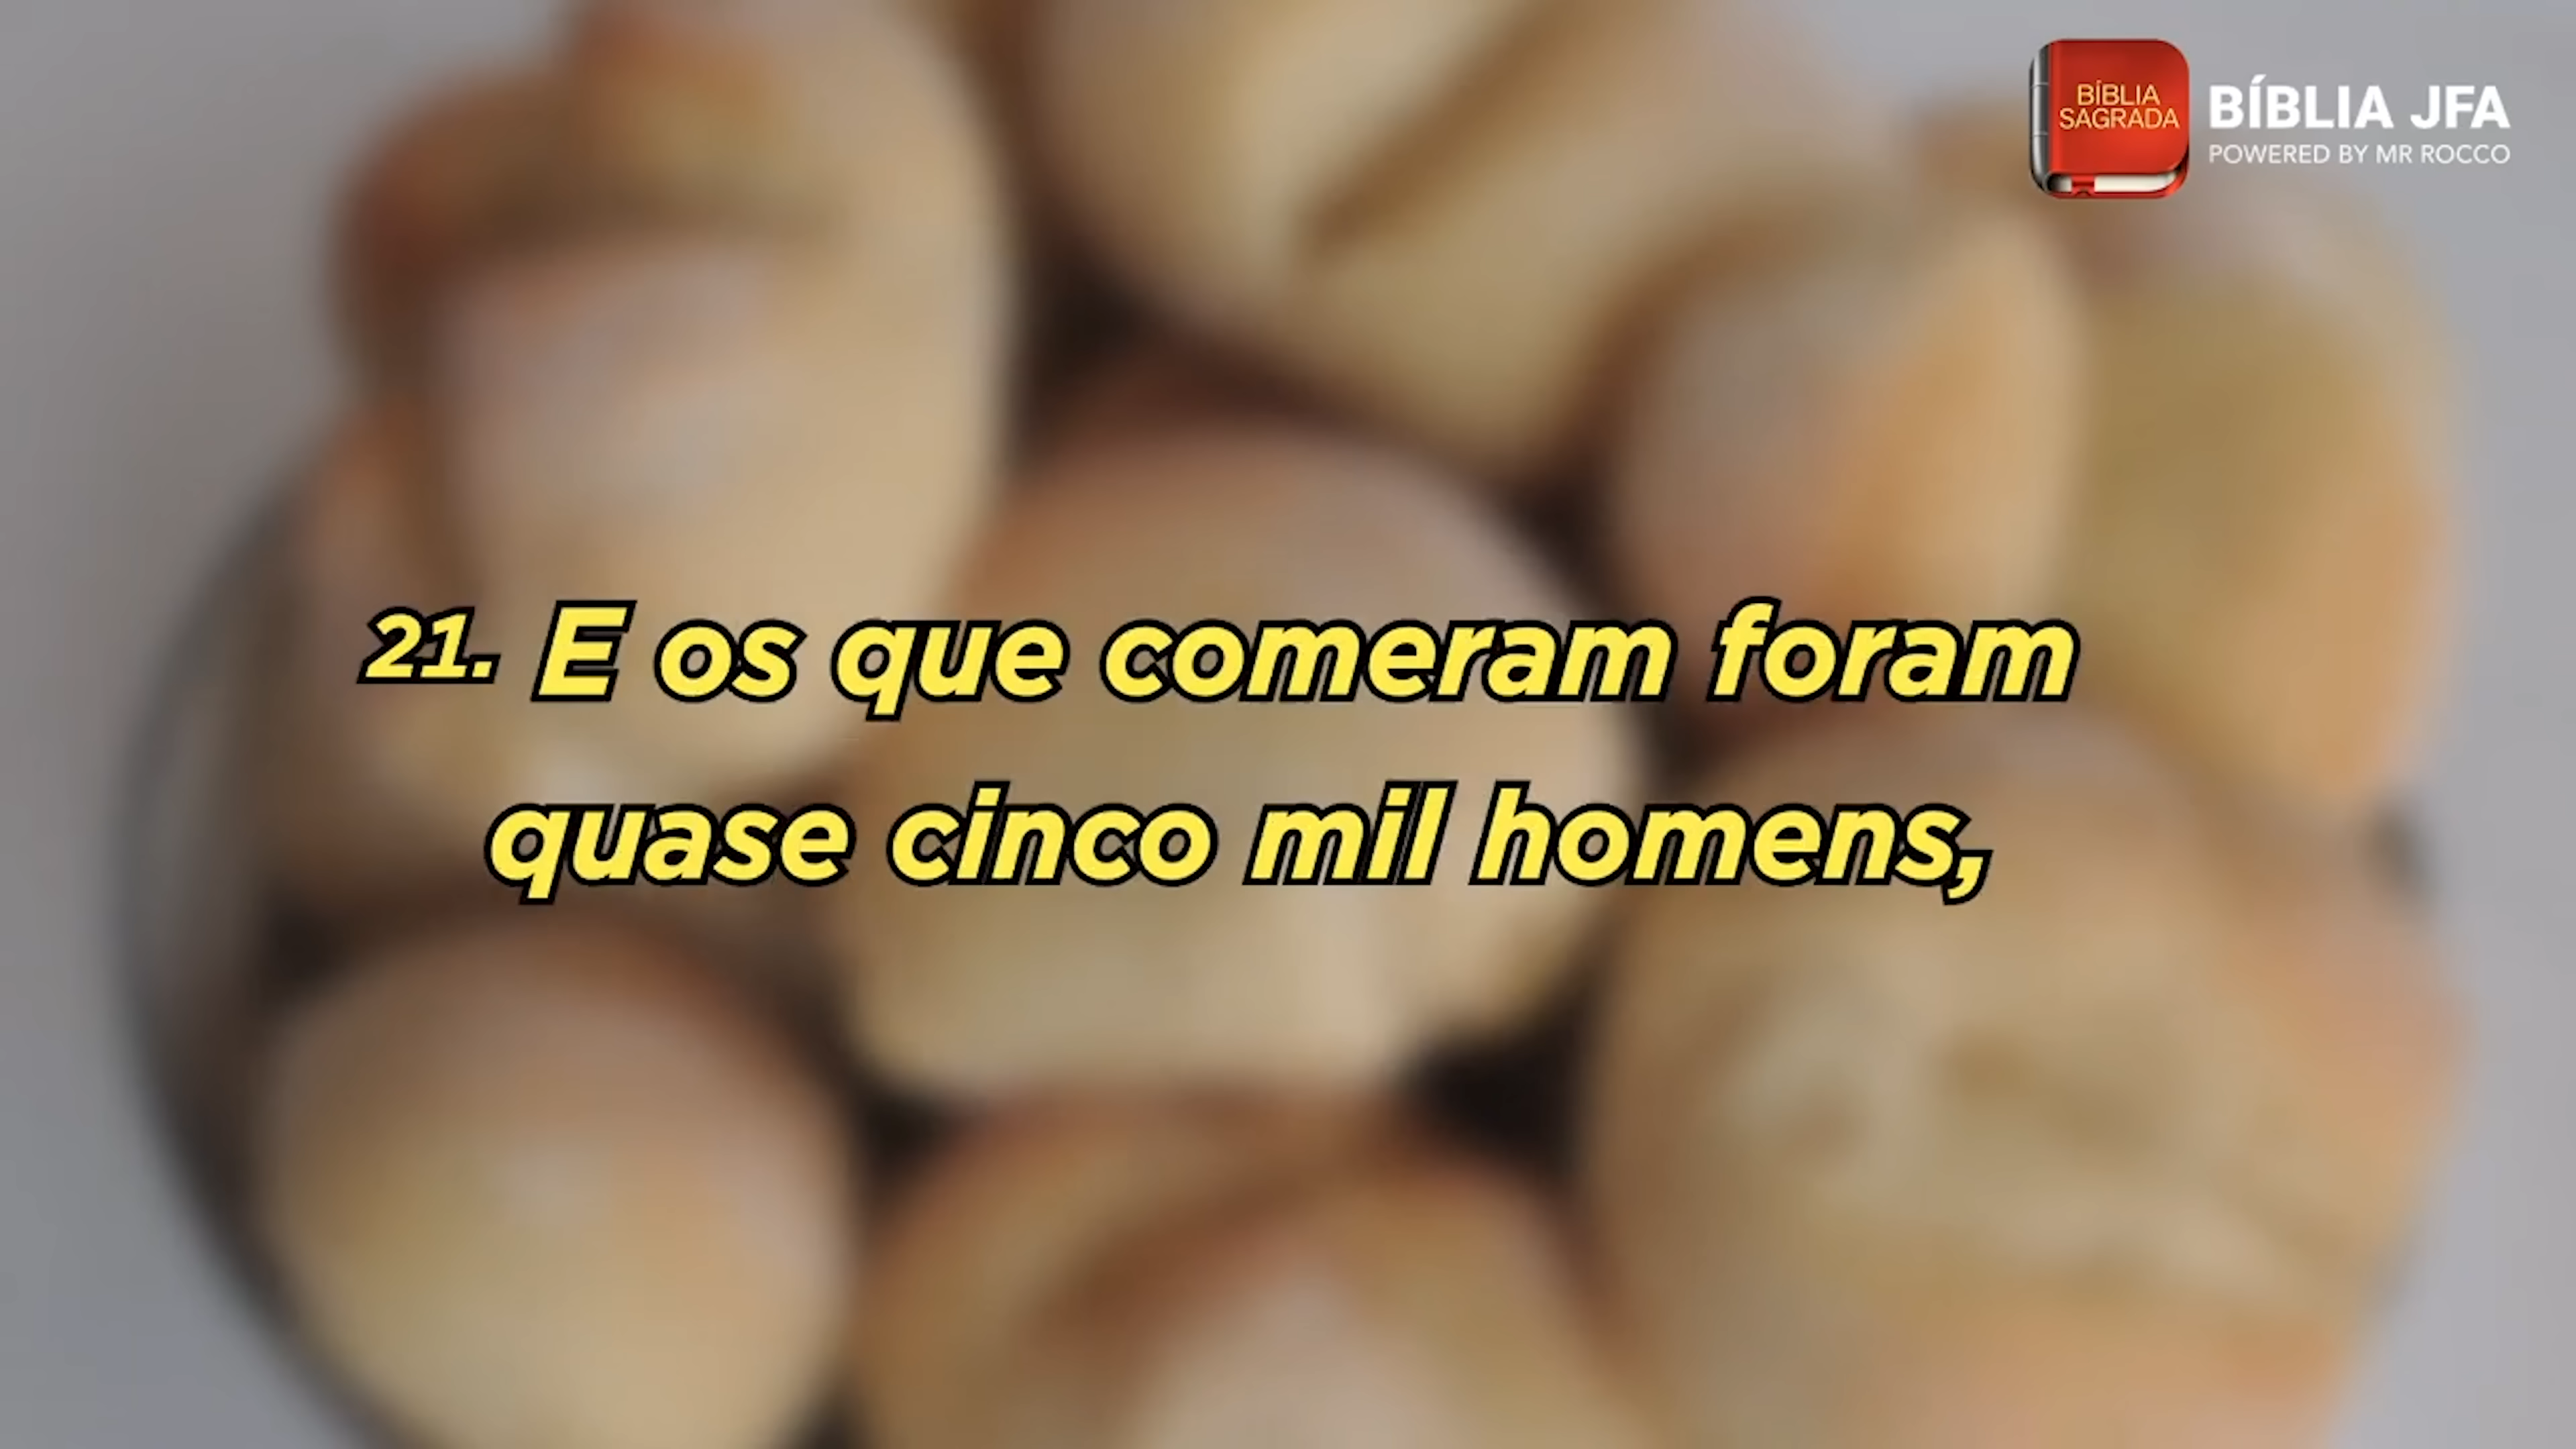 BÍBLIA
SAGRADA
BÍBLIA JFA
POWERED BY MR ROCCO
21. E os que comeram foram
quase cinco mil homens,